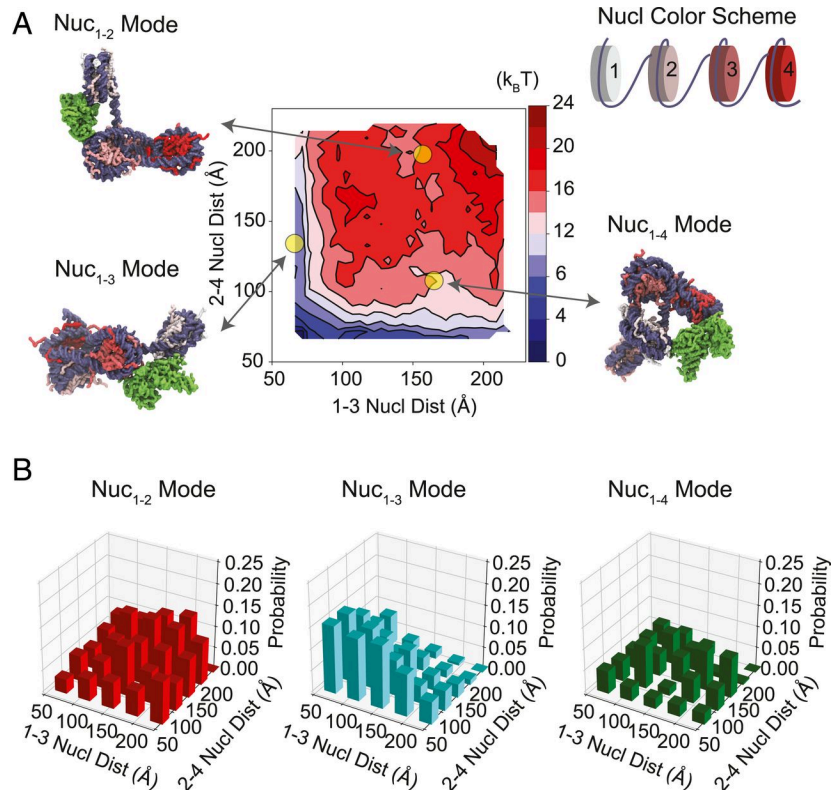 A
Nuc1-2 Mode
Nucl Color Scheme
1 2 3 4
(kBT)
24
20
16
14
12
10
6
4
0
200
150
100
50
2-4 Nucl Dist (Å)
50 100 150 200
1-3 Nucl Dist (Å)
Nuc1-3 Mode
Nuc1-4 Mode
B
Nuc1-2 Mode
0.25
0.20
0.15
0.10
0.05
0.00
Probability
50 100 150 200
1-3 Nucl Dist (Å)
50 100 150 200
2-4 Nucl Dist (Å)
Nuc1-3 Mode
0.25
0.20
0.15
0.10
0.05
0.00
Probability
50 100 150 200
1-3 Nucl Dist (Å)
50 100 150 200
2-4 Nucl Dist (Å)
Nuc1-4 Mode
0.25
0.20
0.15
0.10
0.05
0.00
Probability
50 100 150 200
1-3 Nucl Dist (Å)
50 100 150 200
2-4 Nucl Dist (Å)